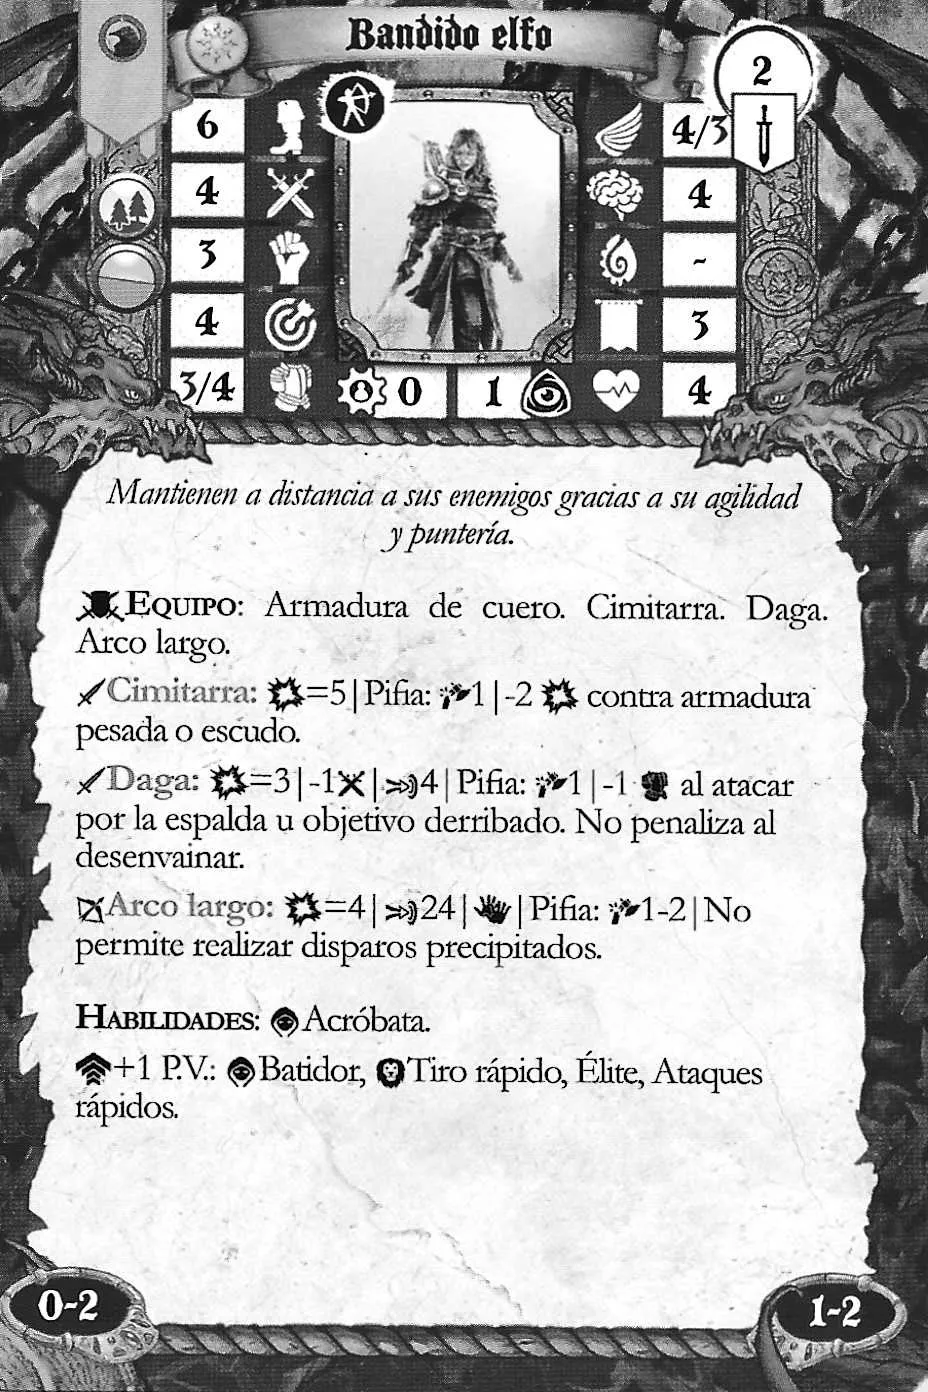 Bandido elfo
2
6
4/3
4
4
3
-
4
3
3/4
0
1
4
Mantienen a distancia a sus enemigos gracias a su agilidad
y puntería.
EQUIPO: Armadura de cuero. Cimitarra. Daga.
Arco largo.
Cimitarra: =5|Pifia: 1|-2 contra armadura
pesada o escudo.
Daga: =3|-1|4|Pifia: 1|-1 al atacar
por la espalda u objetivo derribado. No penaliza al
desenvainar.
Arco largo: =4|24||Pifia: 1-2|No
permite realizar disparos precipitados.
HABILIDADES: Acróbata.
+1 P.V.: Batidor, Tiro rápido, Élite, Ataques
rápidos.
0-2
1-2